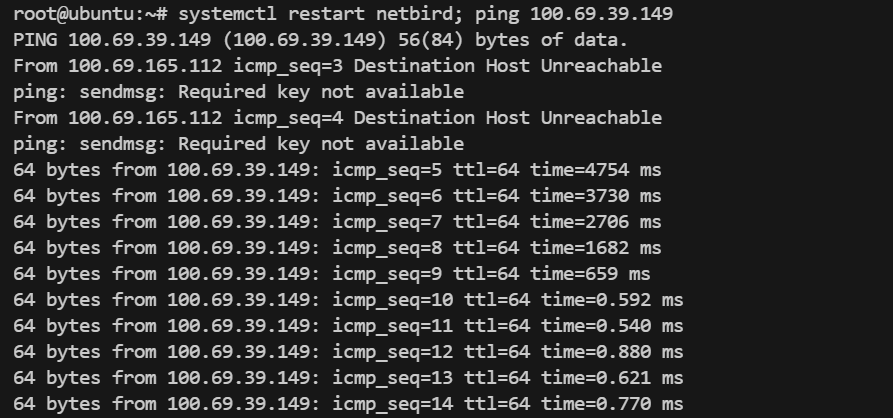 root@ubuntu:~# systemctl restart netbird; ping 100.69.39.149
PING 100.69.39.149 (100.69.39.149) 56(84) bytes of data.
From 100.69.165.112 icmp_seq=3 Destination Host Unreachable
ping: sendmsg: Required key not available
From 100.69.165.112 icmp_seq=4 Destination Host Unreachable
ping: sendmsg: Required key not available
64 bytes from 100.69.39.149: icmp_seq=5 ttl=64 time=4754 ms
64 bytes from 100.69.39.149: icmp_seq=6 ttl=64 time=3730 ms
64 bytes from 100.69.39.149: icmp_seq=7 ttl=64 time=2706 ms
64 bytes from 100.69.39.149: icmp_seq=8 ttl=64 time=1682 ms
64 bytes from 100.69.39.149: icmp_seq=9 ttl=64 time=659 ms
64 bytes from 100.69.39.149: icmp_seq=10 ttl=64 time=0.592 ms
64 bytes from 100.69.39.149: icmp_seq=11 ttl=64 time=0.540 ms
64 bytes from 100.69.39.149: icmp_seq=12 ttl=64 time=0.880 ms
64 bytes from 100.69.39.149: icmp_seq=13 ttl=64 time=0.621 ms
64 bytes from 100.69.39.149: icmp_seq=14 ttl=64 time=0.770 ms